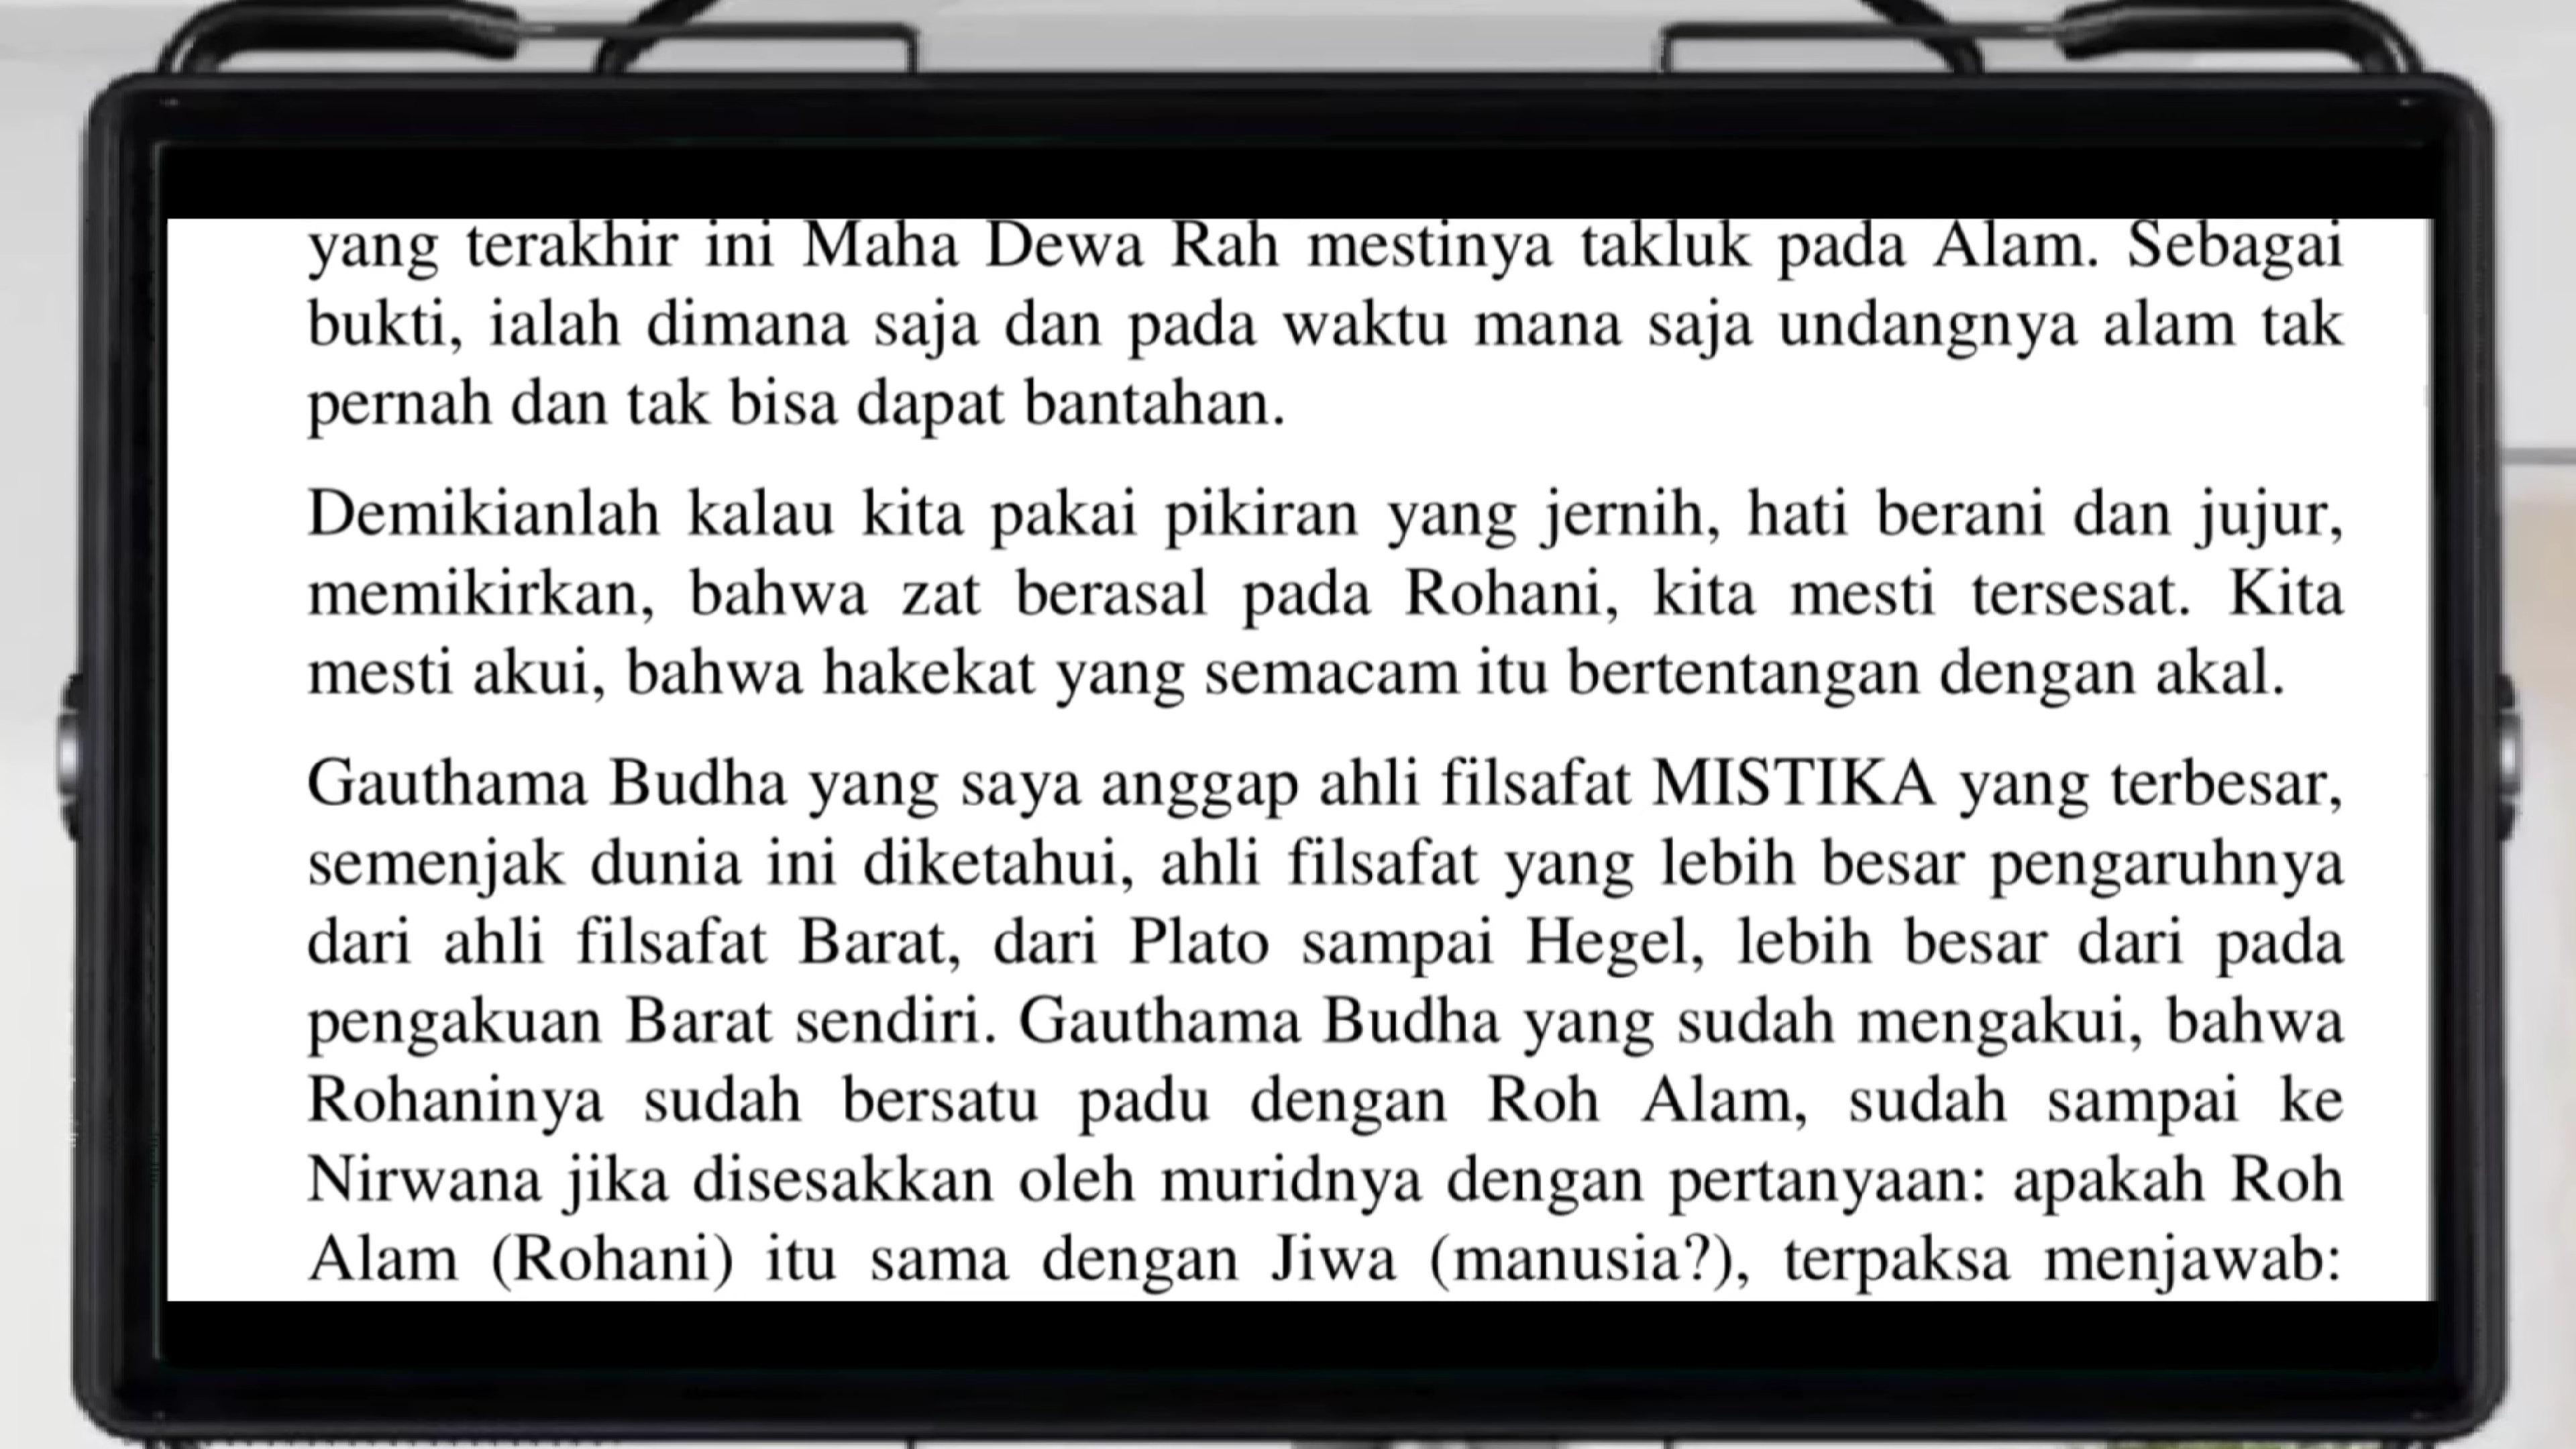 yang terakhir ini Maha Dewa Rah mestinya takluk pada Alam. Sebagai
bukti, ialah dimana saja dan pada waktu mana saja undangnya alam tak
pernah dan tak bisa dapat bantahan.
Demikianlah kalau kita pakai pikiran yang jernih, hati berani dan jujur,
memikirkan, bahwa zat berasal pada Rohani, kita mesti tersesat. Kita
mesti akui, bahwa hakekat yang semacam itu bertentangan dengan akal.
Gauthama Budha yang saya anggap ahli filsafat MISTIKA yang terbesar,
semenjak dunia ini diketahui, ahli filsafat yang lebih besar pengaruhnya
dari ahli filsafat Barat, dari Plato sampai Hegel, lebih besar dari pada
pengakuan Barat sendiri. Gauthama Budha yang sudah mengakui, bahwa
Rohaninya sudah bersatu padu dengan Roh Alam, sudah sampai ke
Nirwana jika disesakkan oleh muridnya dengan pertanyaan: apakah Roh
Alam (Rohani) itu sama dengan Jiwa (manusia?), terpaksa menjawab: